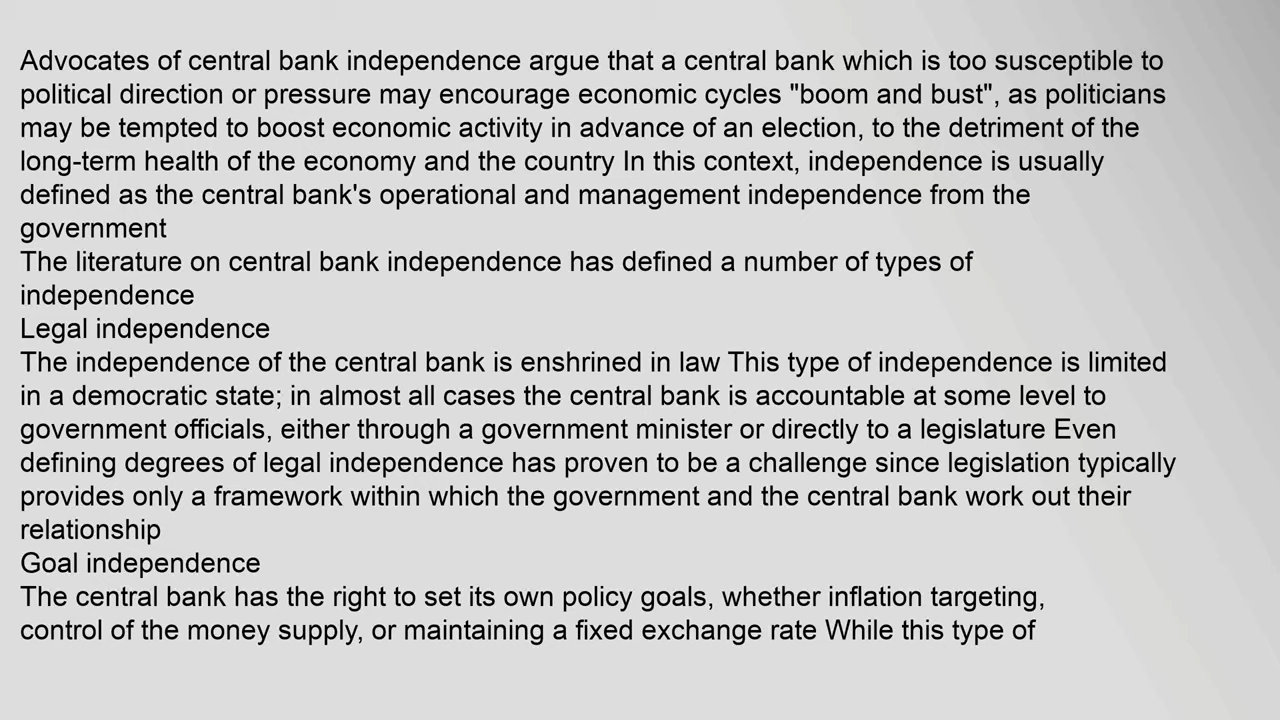 Advocates of central bank independence argue that a central bank which is too susceptible to
political direction or pressure may encourage economic cycles "boom and bust", as politicians
may be tempted to boost economic activity in advance of an election, to the detriment of the
long-term health of the economy and the country In this context, independence is usually
defined as the central bank's operational and management independence from the
government
The literature on central bank independence has defined a number of types of
independence
Legal independence
The independence of the central bank is enshrined in law This type of independence is limited
in a democratic state; in almost all cases the central bank is accountable at some level to
government officials, either through a government minister or directly to a legislature Even
defining degrees of legal independence has proven to be a challenge since legislation typically
provides only a framework within which the government and the central bank work out their
relationship
Goal independence
The central bank has the right to set its own policy goals, whether inflation targeting,
control of the money supply, or maintaining a fixed exchange rate While this type of